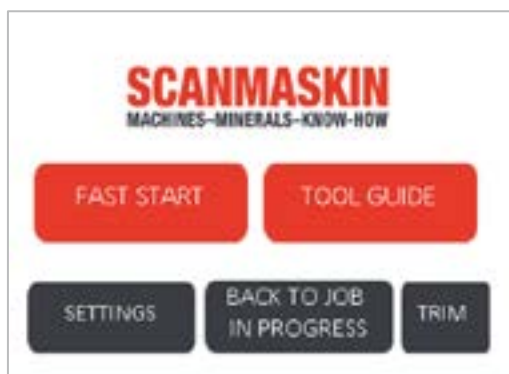 SCANMASKIN
MACHINES–MINERALS–KNOW-HOW
FAST START
TOOL GUIDE
SETTINGS
BACK TO JOB
IN PROGRESS
TRIM